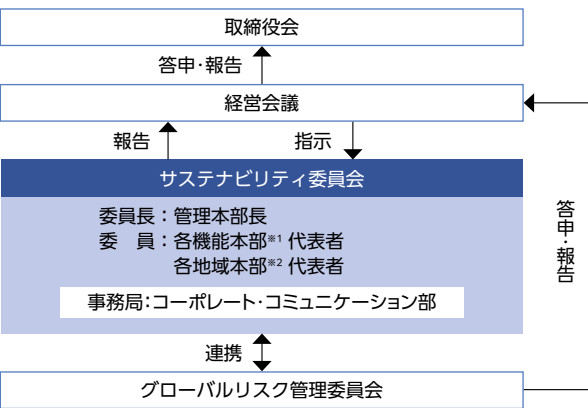 取締役会
答申・報告
経営会議
報告
指示
サステナビリティ委員会
委員長：管理本部長
委　員：各機能本部※1 代表者
各地域本部※2 代表者
事務局：コーポレート・コミュニケーション部
答申・報告
連携
グローバルリスク管理委員会